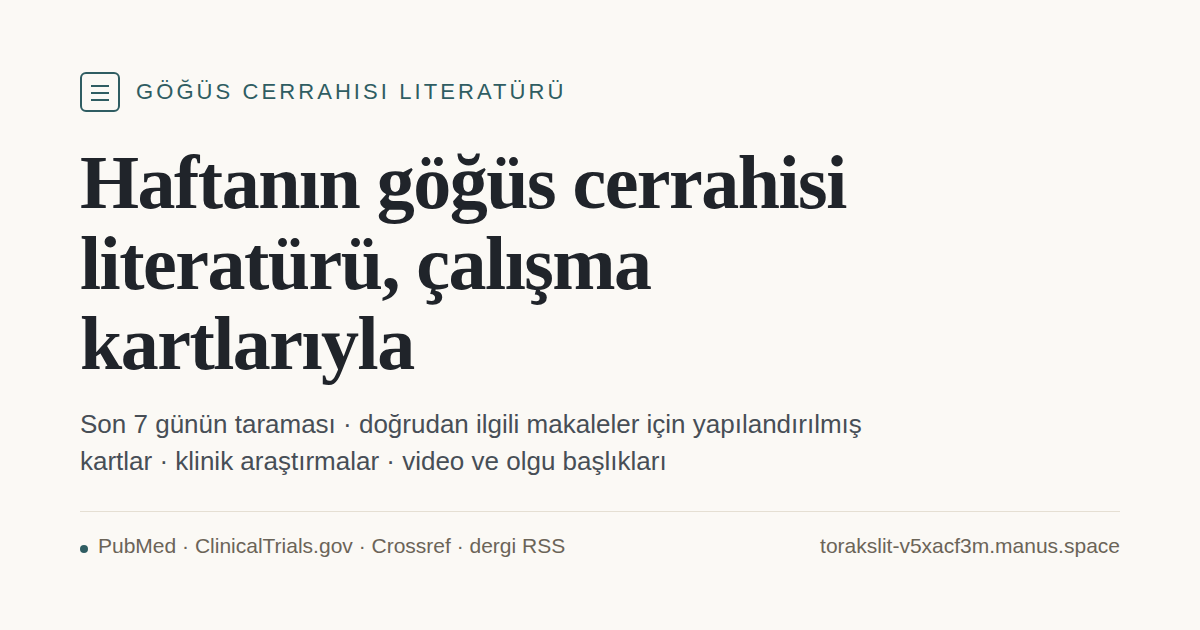 GÖĞÜS CERRAHISI LITERATÜRÜ
Haftanın göğüs cerrahisi
literatürü, çalışma
kartlarıyla
Son 7 günün taraması · doğrudan ilgili makaleler için yapılandırılmış
kartlar · klinik araştırmalar · video ve olgu başlıkları
PubMed · ClinicalTrials.gov · Crossref · dergi RSS
torakslit-v5xacf3m.manus.space